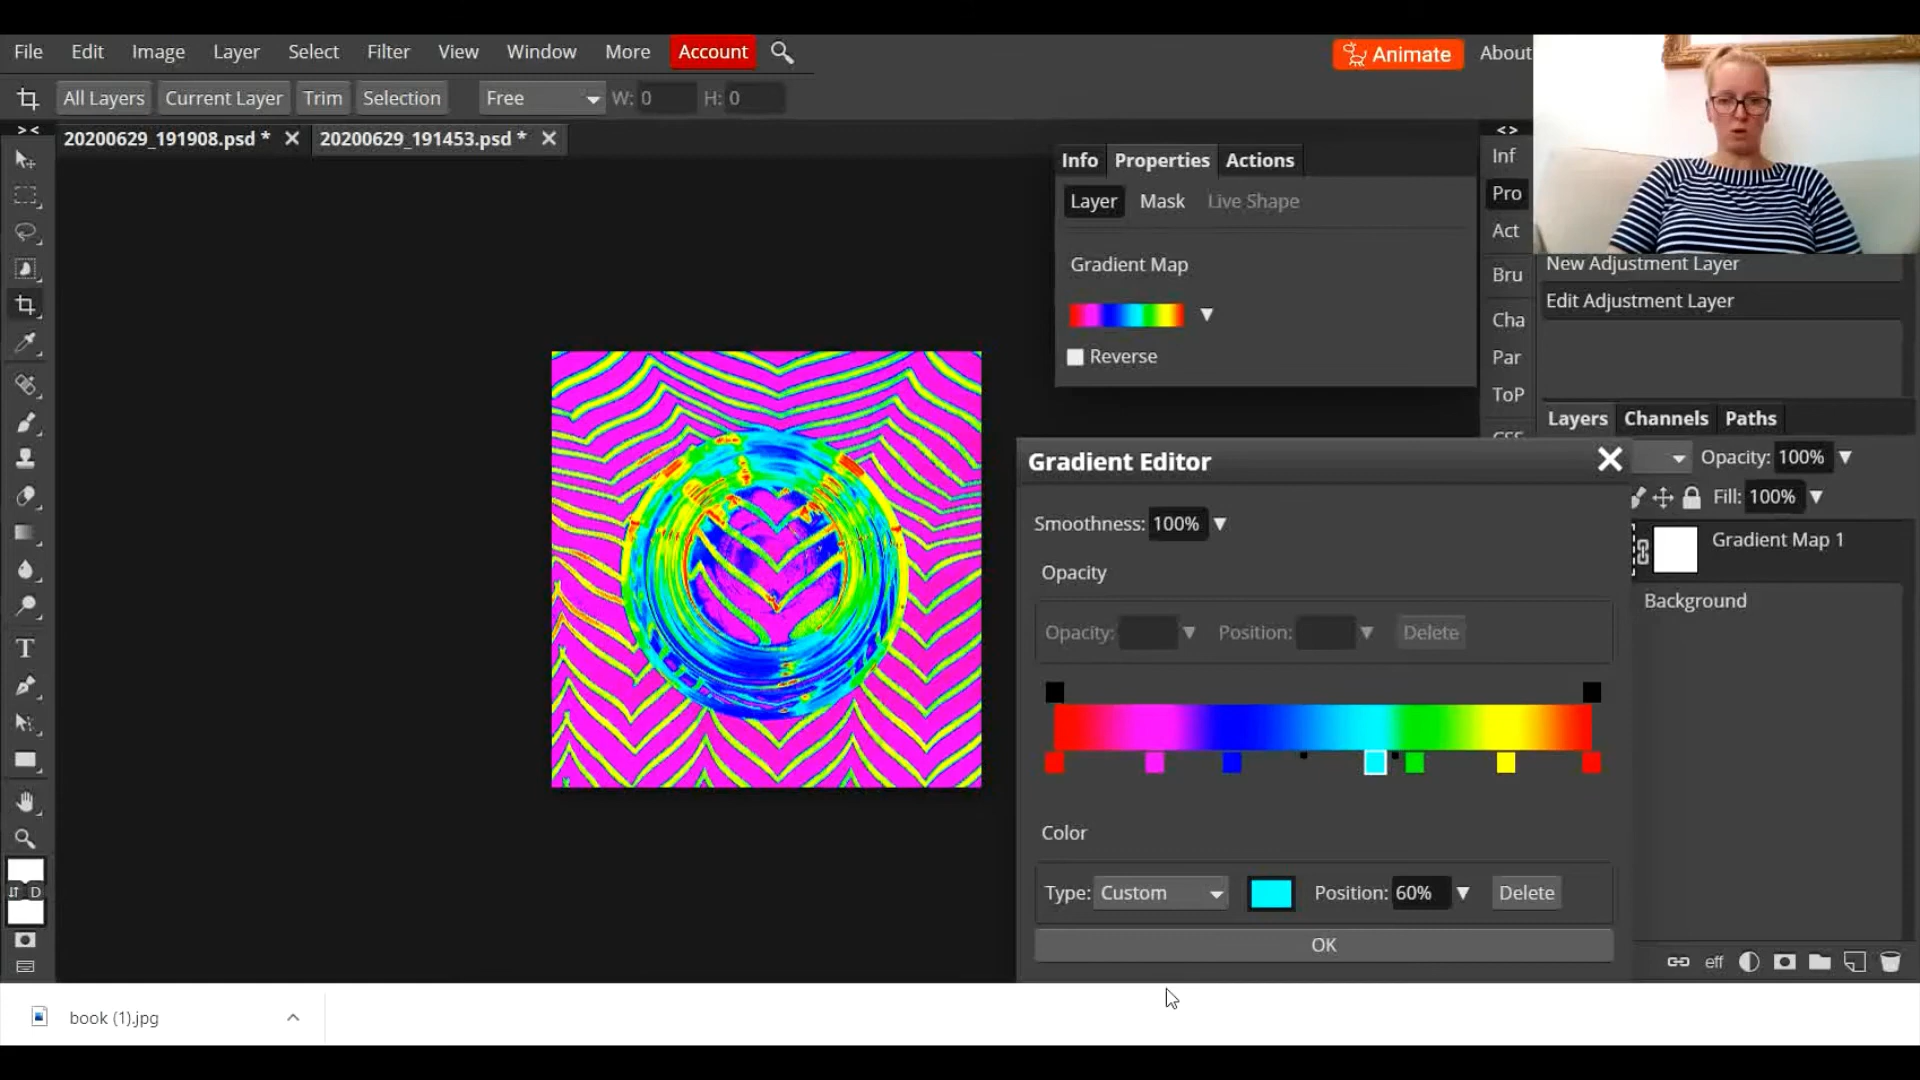 File Edit Image Layer Select Filter View Window More Account Animate About
All Layers Current Layer Trim Selection Free W: 0 H: 0
20200629_191908.psd * 20200629_191453.psd *
Info Properties Actions
Inf
Layer Mask Live Shape
Pro
Act
Gradient Map
New Adjustment Layer
Bru
Edit Adjustment Layer
Cha
Reverse
Par
ToP
Layers Channels Paths
CSS
Gradient Editor
Opacity: 100%
Fill: 100%
Smoothness: 100%
Gradient Map 1
Opacity
Background
Opacity: Position: Delete
T
Color
D
Type: Custom Position: 60% Delete
OK
eff
book (1).jpg